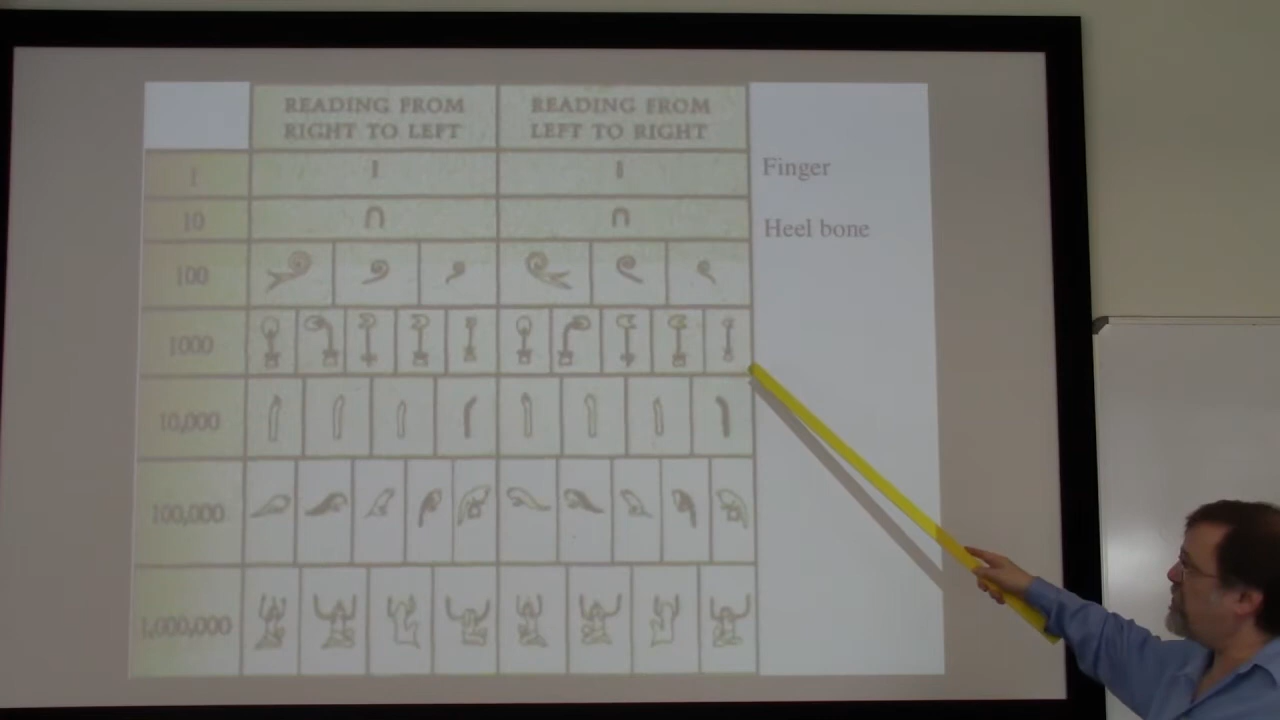 READING FROM
RIGHT TO LEFT
READING FROM
LEFT TO RIGHT
1
Finger
10
Heel bone
100
1000
10,000
100,000
1,000,000